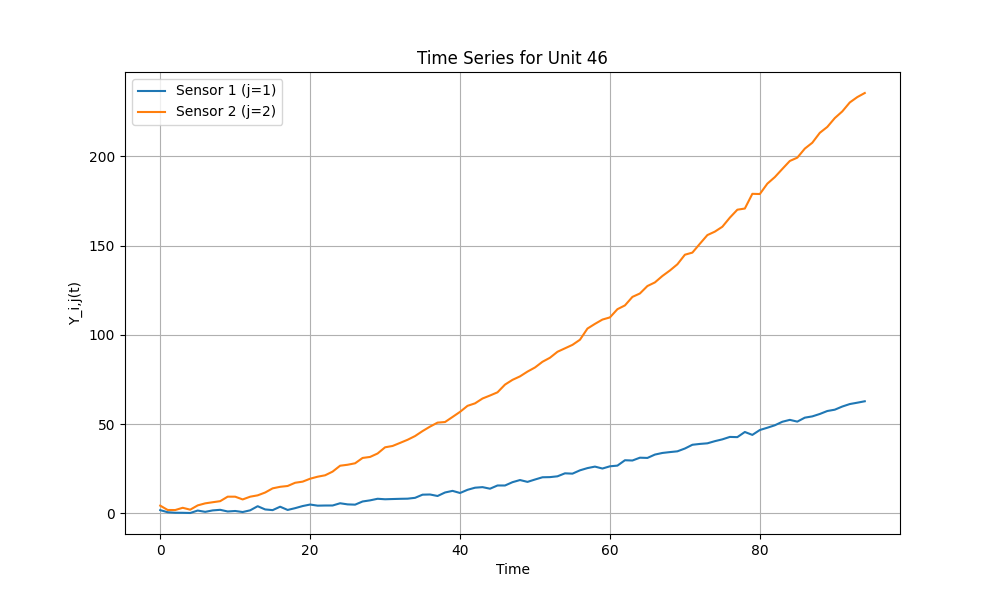 Time Series for Unit 46
Sensor 1 (j=1)
Sensor 2 (j=2)
Y_i,j(t)
200
150
100
50
0
0 20 40 60 80
Time